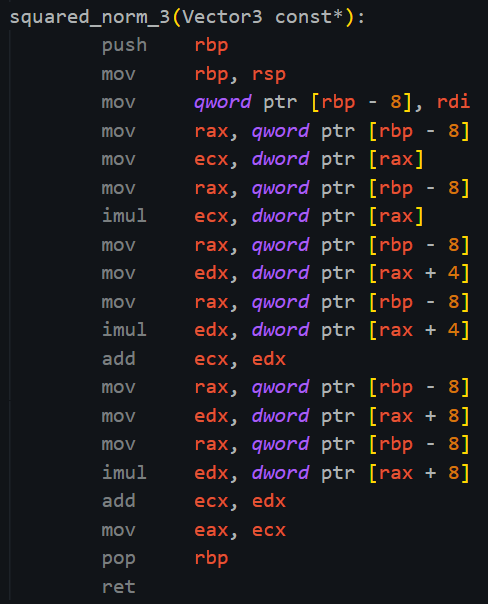 squared_norm_3(Vector3 const*):
push rbp
mov rbp, rsp
mov qword ptr [rbp - 8], rdi
mov rax, qword ptr [rbp - 8]
mov ecx, dword ptr [rax]
mov rax, qword ptr [rbp - 8]
imul ecx, dword ptr [rax]
mov rax, qword ptr [rbp - 8]
mov edx, dword ptr [rax + 4]
mov rax, qword ptr [rbp - 8]
imul edx, dword ptr [rax + 4]
add ecx, edx
mov rax, qword ptr [rbp - 8]
mov edx, dword ptr [rax + 8]
mov rax, qword ptr [rbp - 8]
imul edx, dword ptr [rax + 8]
add ecx, edx
mov eax, ecx
pop rbp
ret